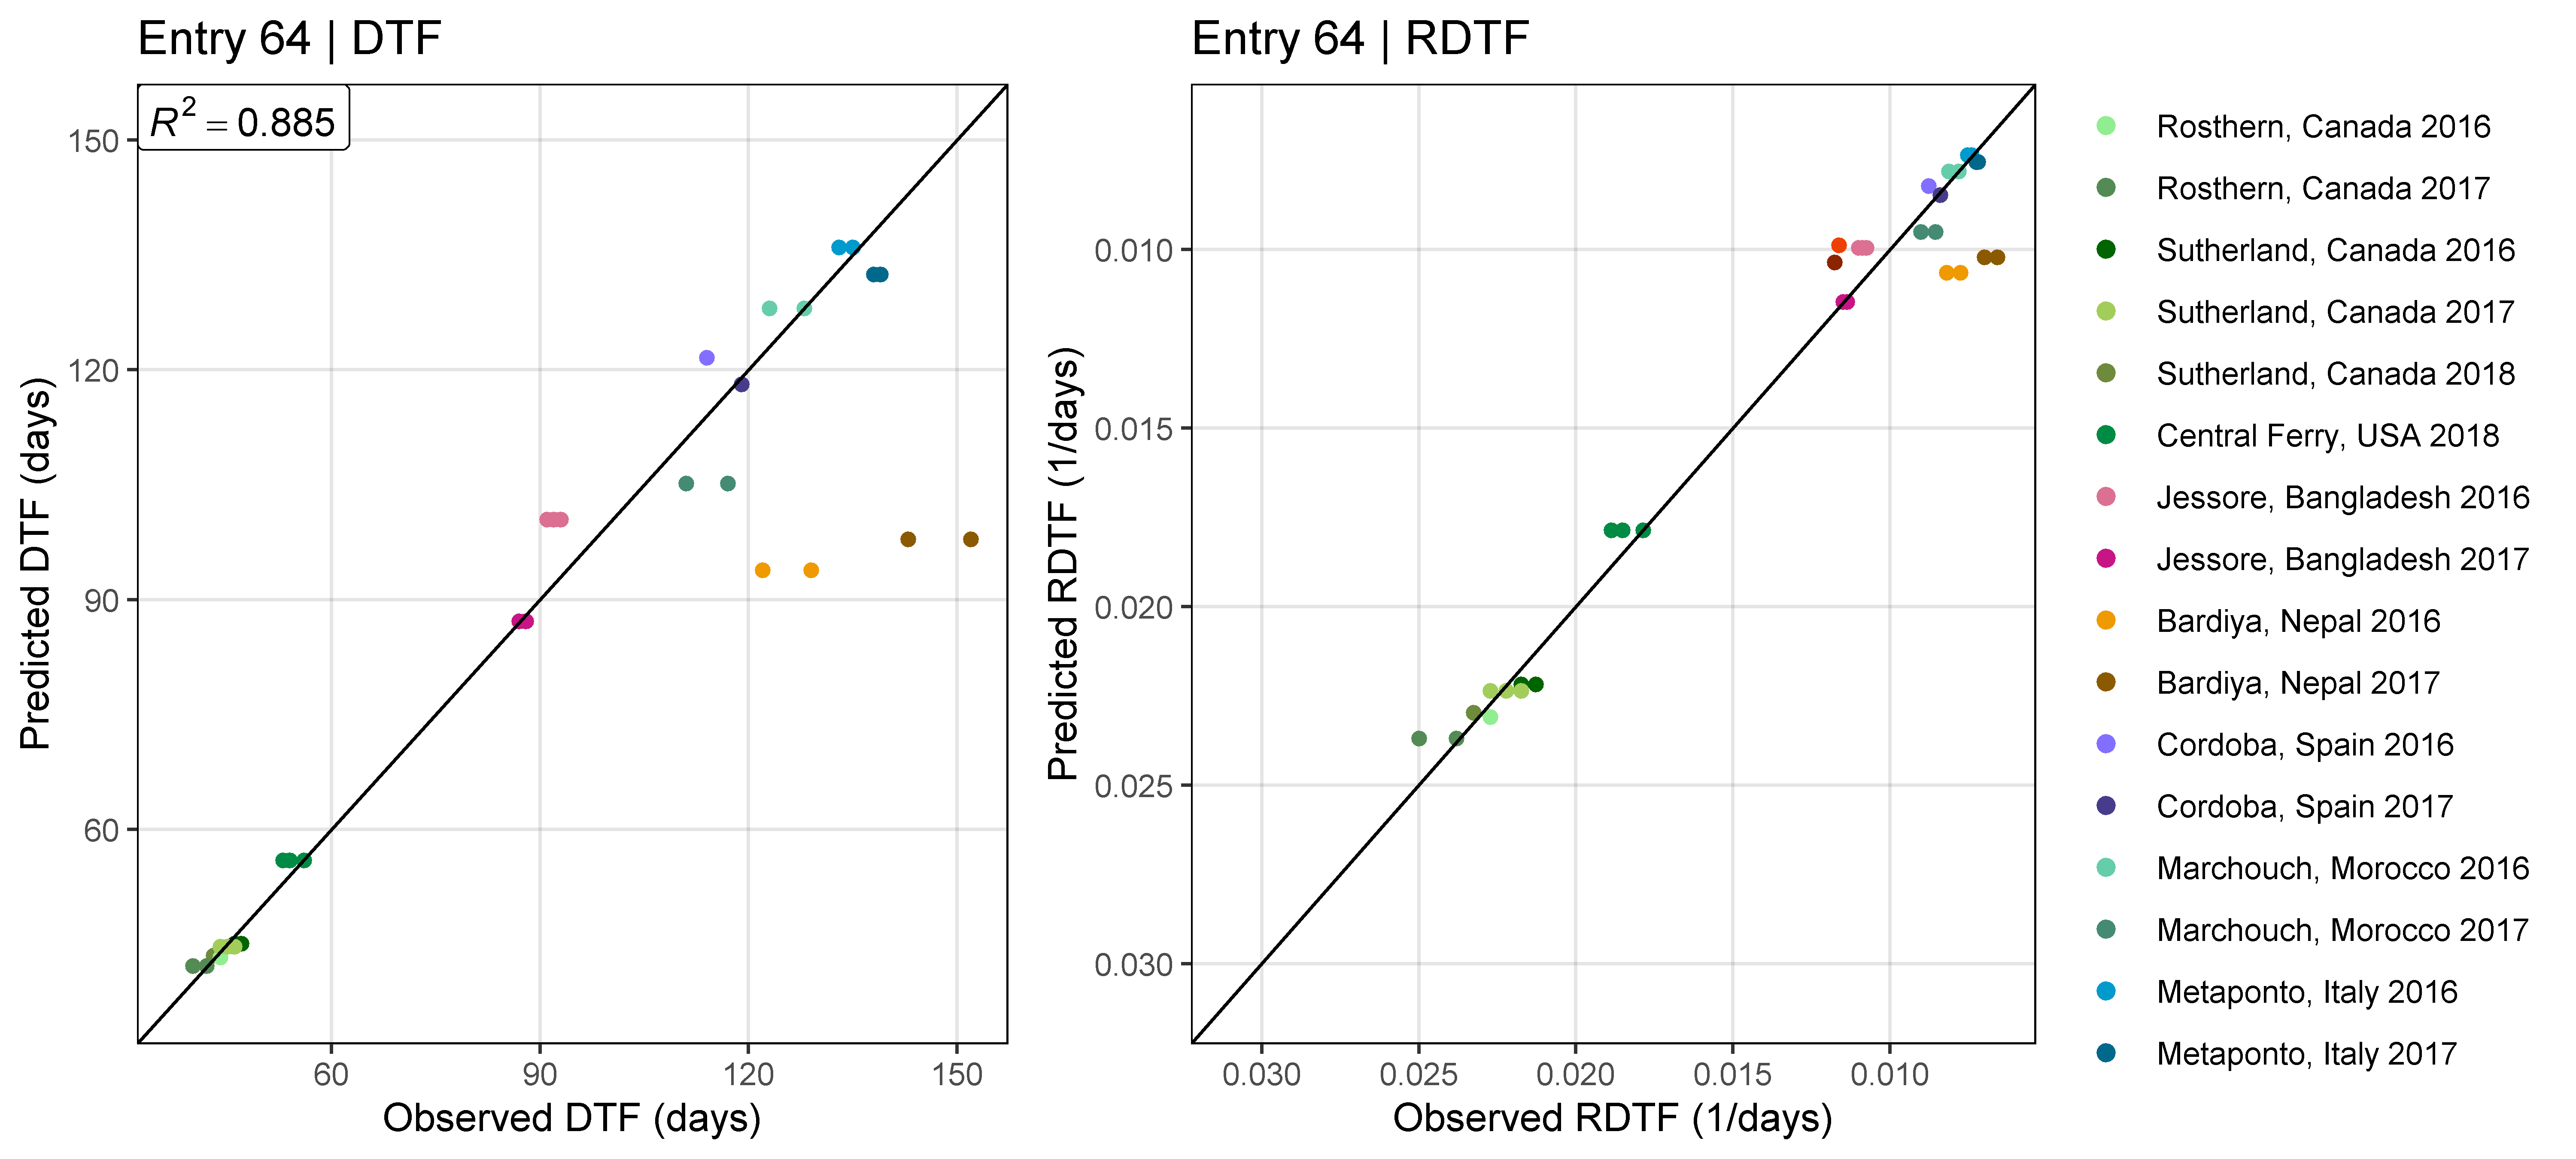 Entry 64 | DTF
R² = 0.885
150
120
90
60
60
90
120
150
Predicted DTF (days)
Observed DTF (days)
Entry 64 | RDTF
0.010
0.015
0.020
0.025
0.030
0.030
0.025
0.020
0.015
0.010
Predicted RDTF (1/days)
Observed RDTF (1/days)
Rosthern, Canada 2016
Rosthern, Canada 2017
Sutherland, Canada 2016
Sutherland, Canada 2017
Sutherland, Canada 2018
Central Ferry, USA 2018
Jessore, Bangladesh 2016
Jessore, Bangladesh 2017
Bardiya, Nepal 2016
Bardiya, Nepal 2017
Cordoba, Spain 2016
Cordoba, Spain 2017
Marchouch, Morocco 2016
Marchouch, Morocco 2017
Metaponto, Italy 2016
Metaponto, Italy 2017